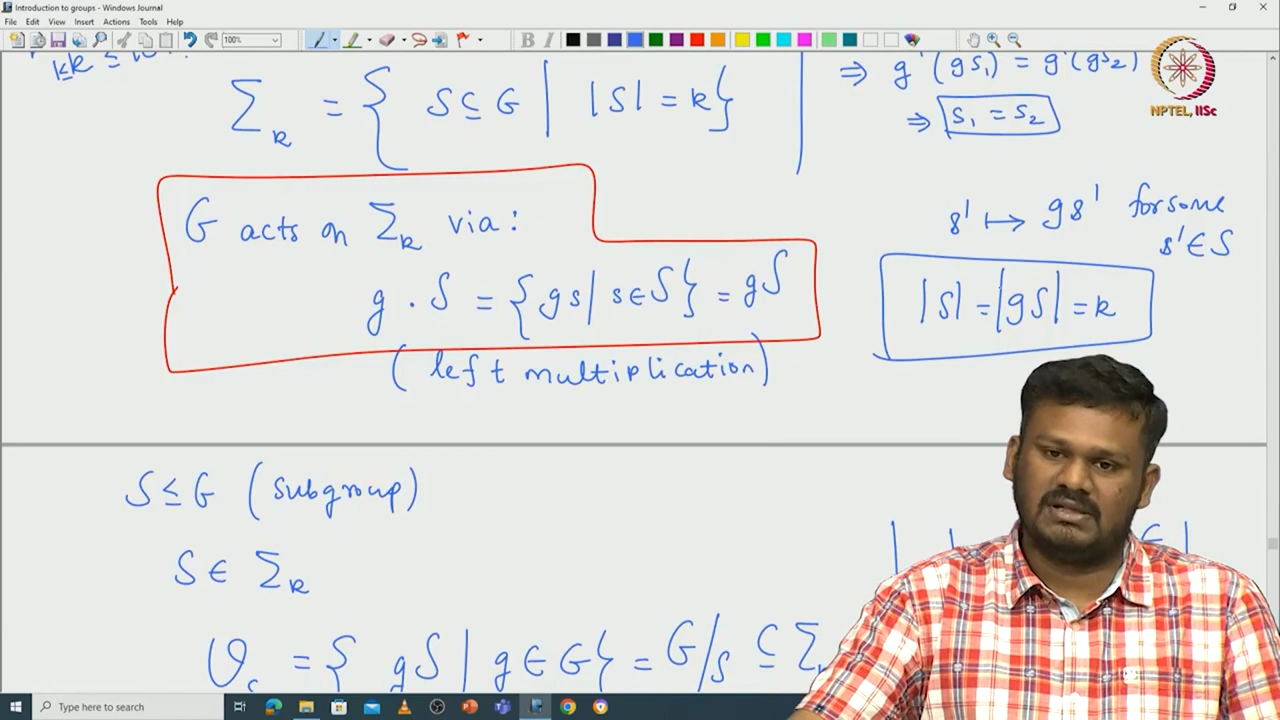 Introduction to groups - Windows Journal
File Edit View Insert Actions Tools Help
100%
B I
NPTEL, IISc
Σ_k = { S ⊆ G | |S| = k }
⇒ g⁻¹(gs₁) = g⁻¹(gs₂)
⇒ s₁ = s₂
G acts on Σ_k via:
g · S = { gs | s ∈ S } = gS
(left multiplication)
s' ↦ gs' for some
s' ∈ S
|S| = |gS| = k
S ≤ G (subgroup)
S ∈ Σ_k
= { gS | g ∈ G } = G/S ⊆ Σ
Type here to search